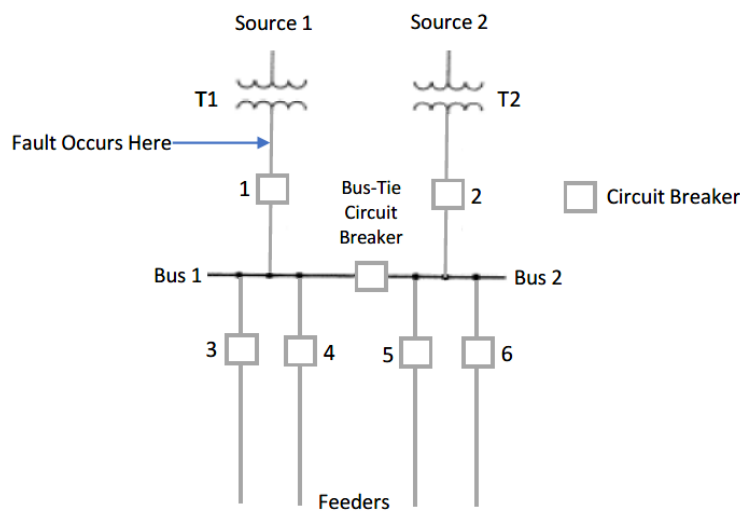 Source 1
Source 2
T1
T2
Fault Occurs Here
1
Bus-Tie
Circuit
Breaker
2
Circuit Breaker
Bus 1
Bus 2
3
4
5
6
Feeders